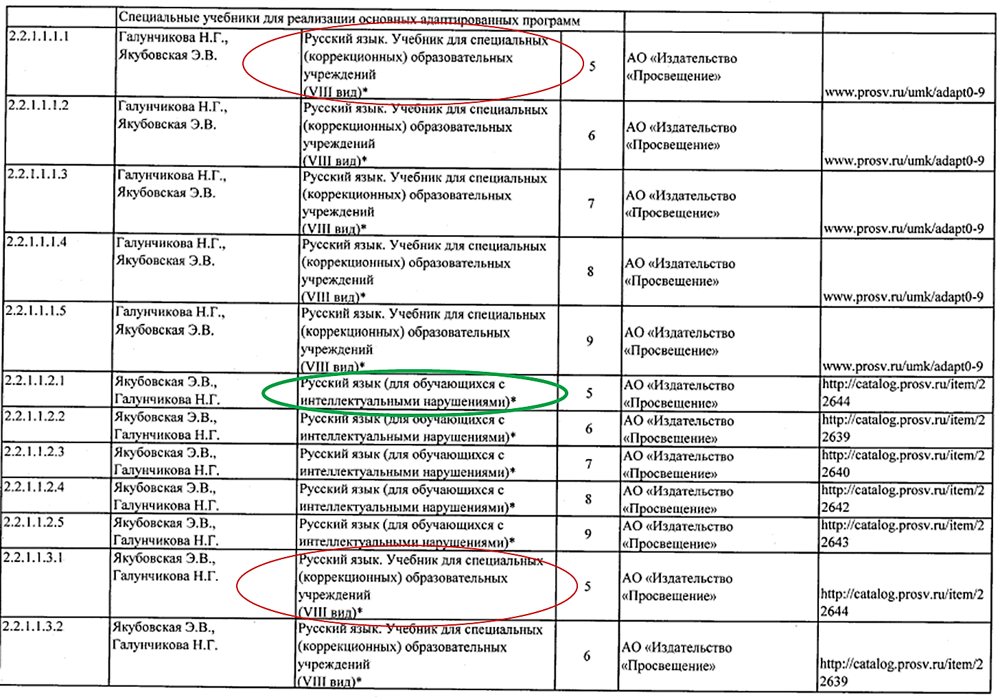 Специальные учебники для реализации основных адаптированных программ
2.2.1.1.1.1
Галунчикова Н.Г.,
Якубовская Э.В.
Русский язык. Учебник для специальных
(коррекционных) образовательных
учреждений
(VIII вид)*
5
АО «Издательство
«Просвещение»
www.prosv.ru/umk/adapt0-9
2.2.1.1.1.2
Галунчикова Н.Г.,
Якубовская Э.В.
Русский язык. Учебник для специальных
(коррекционных) образовательных
учреждений
(VIII вид)*
6
АО «Издательство
«Просвещение»
www.prosv.ru/umk/adapt0-9
2.2.1.1.1.3
Галунчикова Н.Г.,
Якубовская Э.В.
Русский язык. Учебник для специальных
(коррекционных) образовательных
учреждений
(VIII вид)*
7
АО «Издательство
«Просвещение»
www.prosv.ru/umk/adapt0-9
2.2.1.1.1.4
Галунчикова Н.Г.,
Якубовская Э.В.
Русский язык. Учебник для специальных
(коррекционных) образовательных
учреждений
(VIII вид)*
8
АО «Издательство
«Просвещение»
www.prosv.ru/umk/adapt0-9
2.2.1.1.1.5
Галунчикова Н.Г.,
Якубовская Э.В.
Русский язык. Учебник для специальных
(коррекционных) образовательных
учреждений
(VIII вид)*
9
АО «Издательство
«Просвещение»
www.prosv.ru/umk/adapt0-9
2.2.1.1.2.1
Якубовская Э.В.,
Галунчикова Н.Г.
Русский язык (для обучающихся с
интеллектуальными нарушениями)*
5
АО «Издательство
«Просвещение»
http://catalog.prosv.ru/item/2
2644
2.2.1.1.2.2
Якубовская Э.В.,
Галунчикова Н.Г.
Русский язык (для обучающихся с
интеллектуальными нарушениями)*
6
АО «Издательство
«Просвещение»
http://catalog.prosv.ru/item/2
2639
2.2.1.1.2.3
Якубовская Э.В.,
Галунчикова Н.Г.
Русский язык (для обучающихся с
интеллектуальными нарушениями)*
7
АО «Издательство
«Просвещение»
http://catalog.prosv.ru/item/2
2640
2.2.1.1.2.4
Якубовская Э.В.,
Галунчикова Н.Г.
Русский язык (для обучающихся с
интеллектуальными нарушениями)*
8
АО «Издательство
«Просвещение»
http://catalog.prosv.ru/item/2
2642
2.2.1.1.2.5
Якубовская Э.В.,
Галунчикова Н.Г.
Русский язык (для обучающихся с
интеллектуальными нарушениями)*
9
АО «Издательство
«Просвещение»
http://catalog.prosv.ru/item/2
2643
2.2.1.1.3.1
Якубовская Э.В.,
Галунчикова Н.Г.
Русский язык. Учебник для специальных
(коррекционных) образовательных
учреждений
(VIII вид)*
5
АО «Издательство
«Просвещение»
http://catalog.prosv.ru/item/2
2644
2.2.1.1.3.2
Якубовская Э.В.,
Галунчикова Н.Г.
Русский язык. Учебник для специальных
(коррекционных) образовательных
учреждений
(VIII вид)*
6
АО «Издательство
«Просвещение»
http://catalog.prosv.ru/item/2
2639